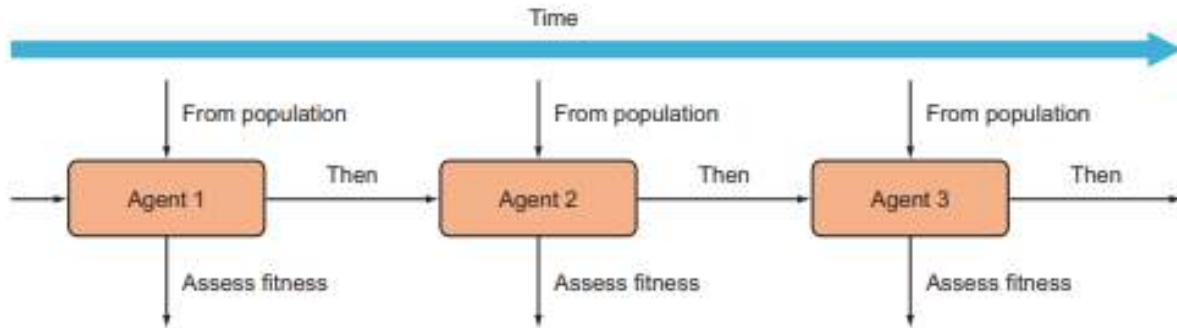 Time
From population
From population
From population
Agent 1
Then
Agent 2
Then
Agent 3
Then
Assess fitness
Assess fitness
Assess fitness